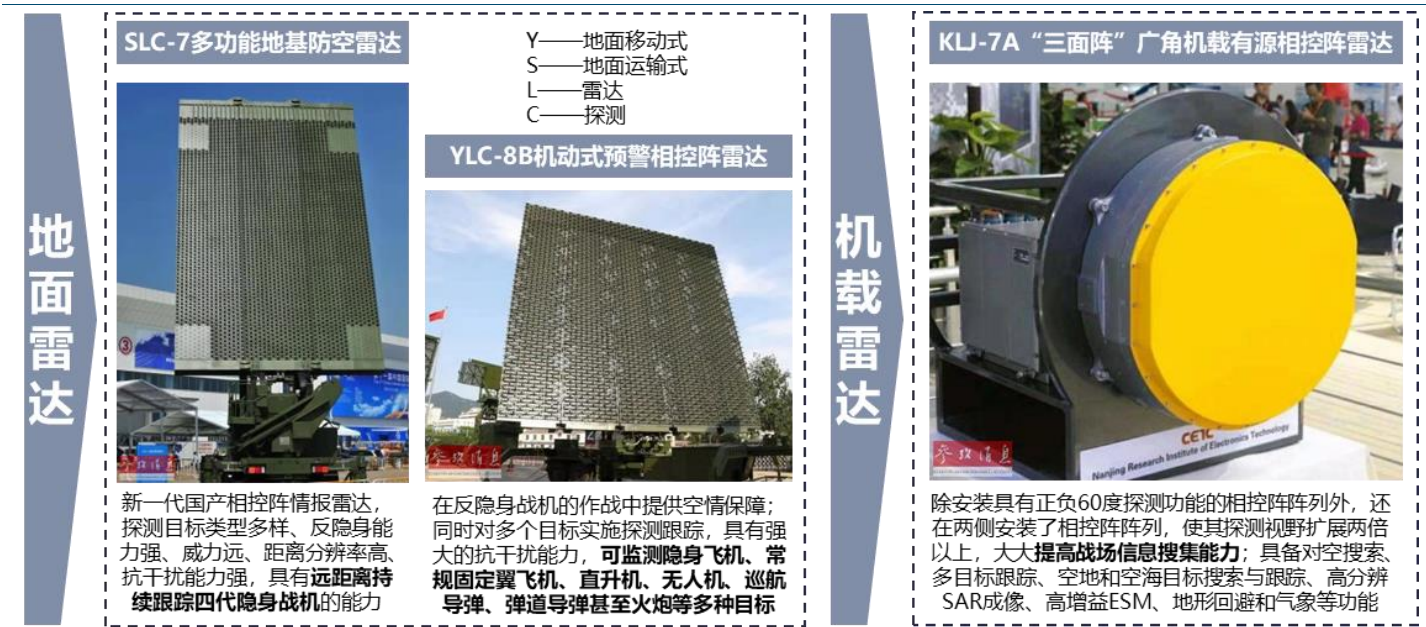 地面雷达
SLC-7多功能地基防空雷达
③
参考消息
新一代国产相控阵情报雷达，
探测目标类型多样、反隐身能
力强、威力远、距离分辨率高、
抗干扰能力强，具有远距离持
续跟踪四代隐身战机的能力
Y——地面移动式
S——地面运输式
L——雷达
C——探测
YLC-8B机动式预警相控阵雷达
参考消息
在反隐身战机的作战中提供空情保障；
同时对多个目标实施探测跟踪，具有强
大的抗干扰能力，可监测隐身飞机、常
规固定翼飞机、直升机、无人机、巡航
导弹、弹道导弹甚至火炮等多种目标
机载雷达
KLJ-7A“三面阵”广角机载有源相控阵雷达
CETC
Nanjing Research Institute of Electronics Technology
参考消息
除安装具有正负60度探测功能的相控阵阵列外，还
在两侧安装了相控阵阵列，使其探测视野扩展两倍
以上，大大提高战场信息搜集能力；具备对空搜索、
多目标跟踪、空地和空海目标搜索与跟踪、高分辨
SAR成像、高增益ESM、地形回避和气象等功能